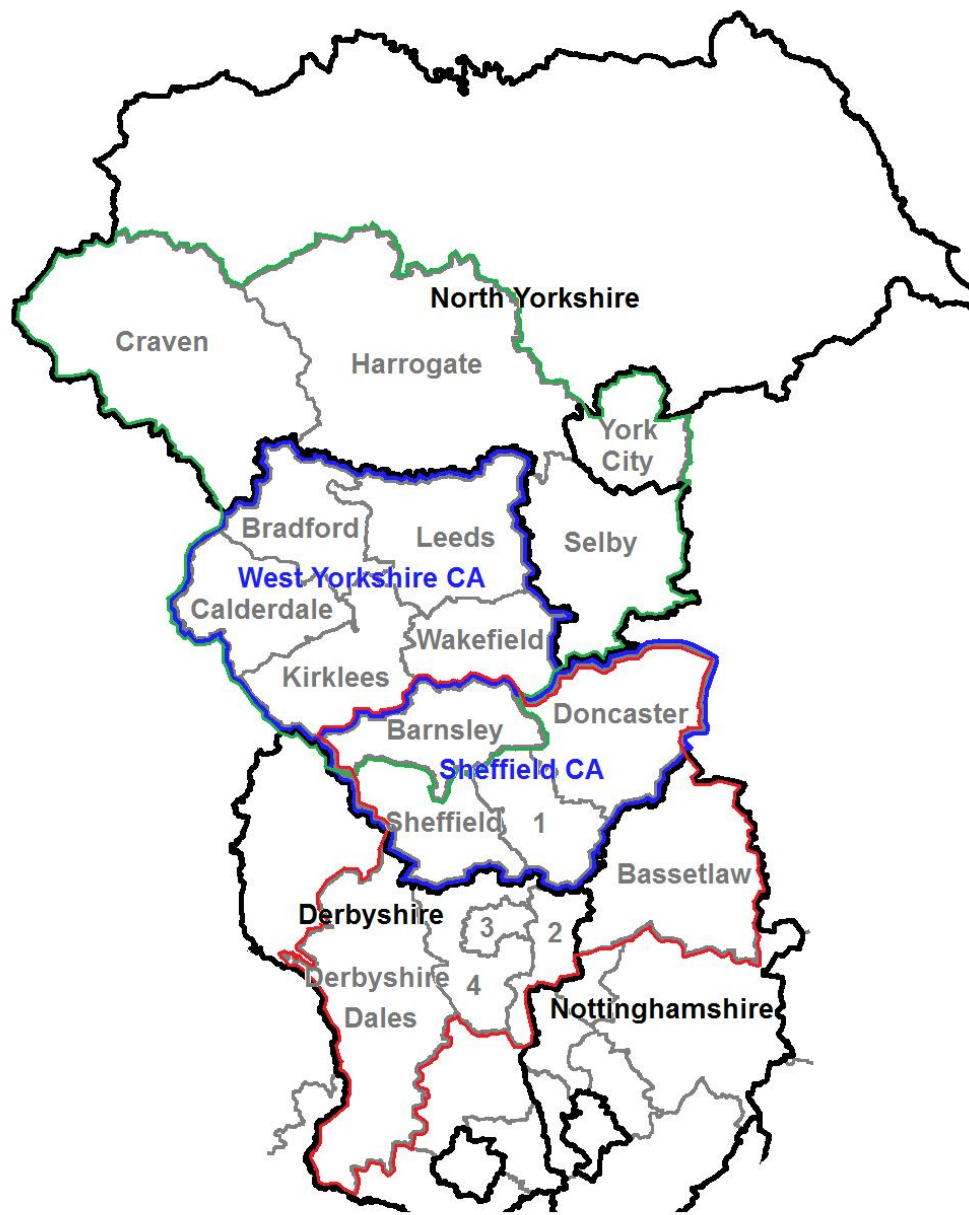 North Yorkshire
Craven
Harrogate
York
City
Bradford
Leeds
Selby
West Yorkshire CA
Calderdale
Wakefield
Kirklees
Doncaster
Barnsley
Sheffield CA
Sheffield
1
Bassetlaw
Derbyshire
3
2
Derbyshire
4
Dales
Nottinghamshire